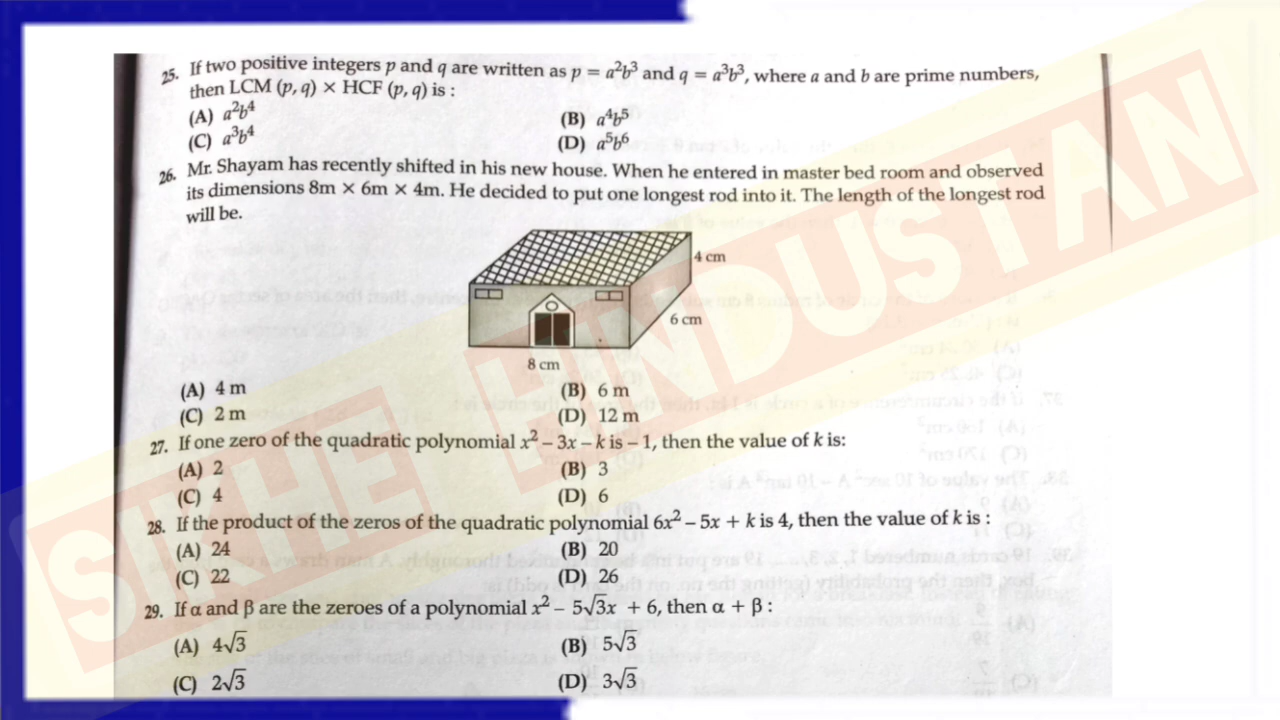 25. If two positive integers p and q are written as p = a²b³ and q = a³b³, where a and b are prime numbers,
then LCM (p, q) × HCF (p, q) is :
(A) a²b⁴ (B) a⁴b⁵
(C) a³b⁴ (D) a⁵b⁶
26. Mr. Shayam has recently shifted in his new house. When he entered in master bed room and observed
its dimensions 8m × 6m × 4m. He decided to put one longest rod into it. The length of the longest rod
will be.
4 cm
6 cm
8 cm
(A) 4 m (B) 6 m
(C) 2 m (D) 12 m
27. If one zero of the quadratic polynomial x² – 3x – k is – 1, then the value of k is:
(A) 2 (B) 3
(C) 4 (D) 6
28. If the product of the zeros of the quadratic polynomial 6x² – 5x + k is 4, then the value of k is :
(A) 24 (B) 20
(C) 22 (D) 26
29. If α and β are the zeroes of a polynomial x² – 5√3x + 6, then α + β :
(A) 4√3 (B) 5√3
(C) 2√3 (D) 3√3
SIKHE HINDUSTAN